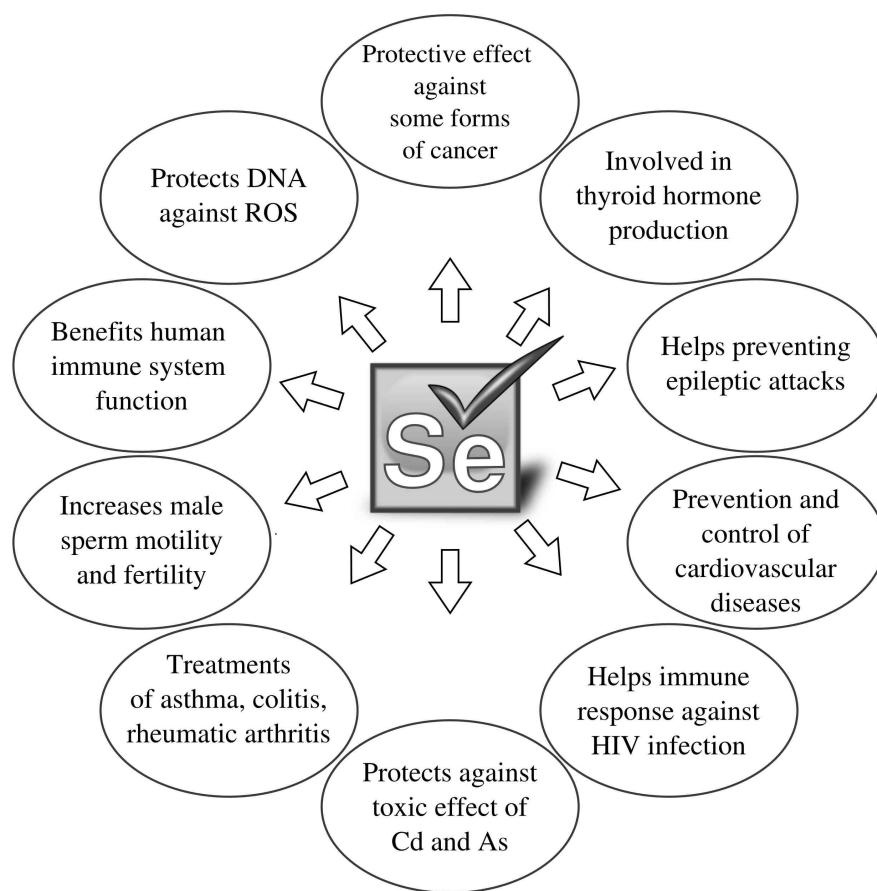 Protective effect
against
some forms
of cancer
Involved in
thyroid hormone
production
Helps preventing
epileptic attacks
Prevention and
control of
cardiovascular
diseases
Helps immune
response against
HIV infection
Protects against
toxic effect of
Cd and As
Treatments
of asthma, colitis,
rheumatic arthritis
Increases male
sperm motility
and fertility
Benefits human
immune system
function
Protects DNA
against ROS
Se